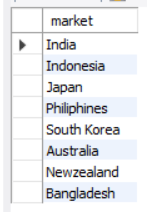 market
India
Indonesia
Japan
Philiphines
South Korea
Australia
Newzealand
Bangladesh